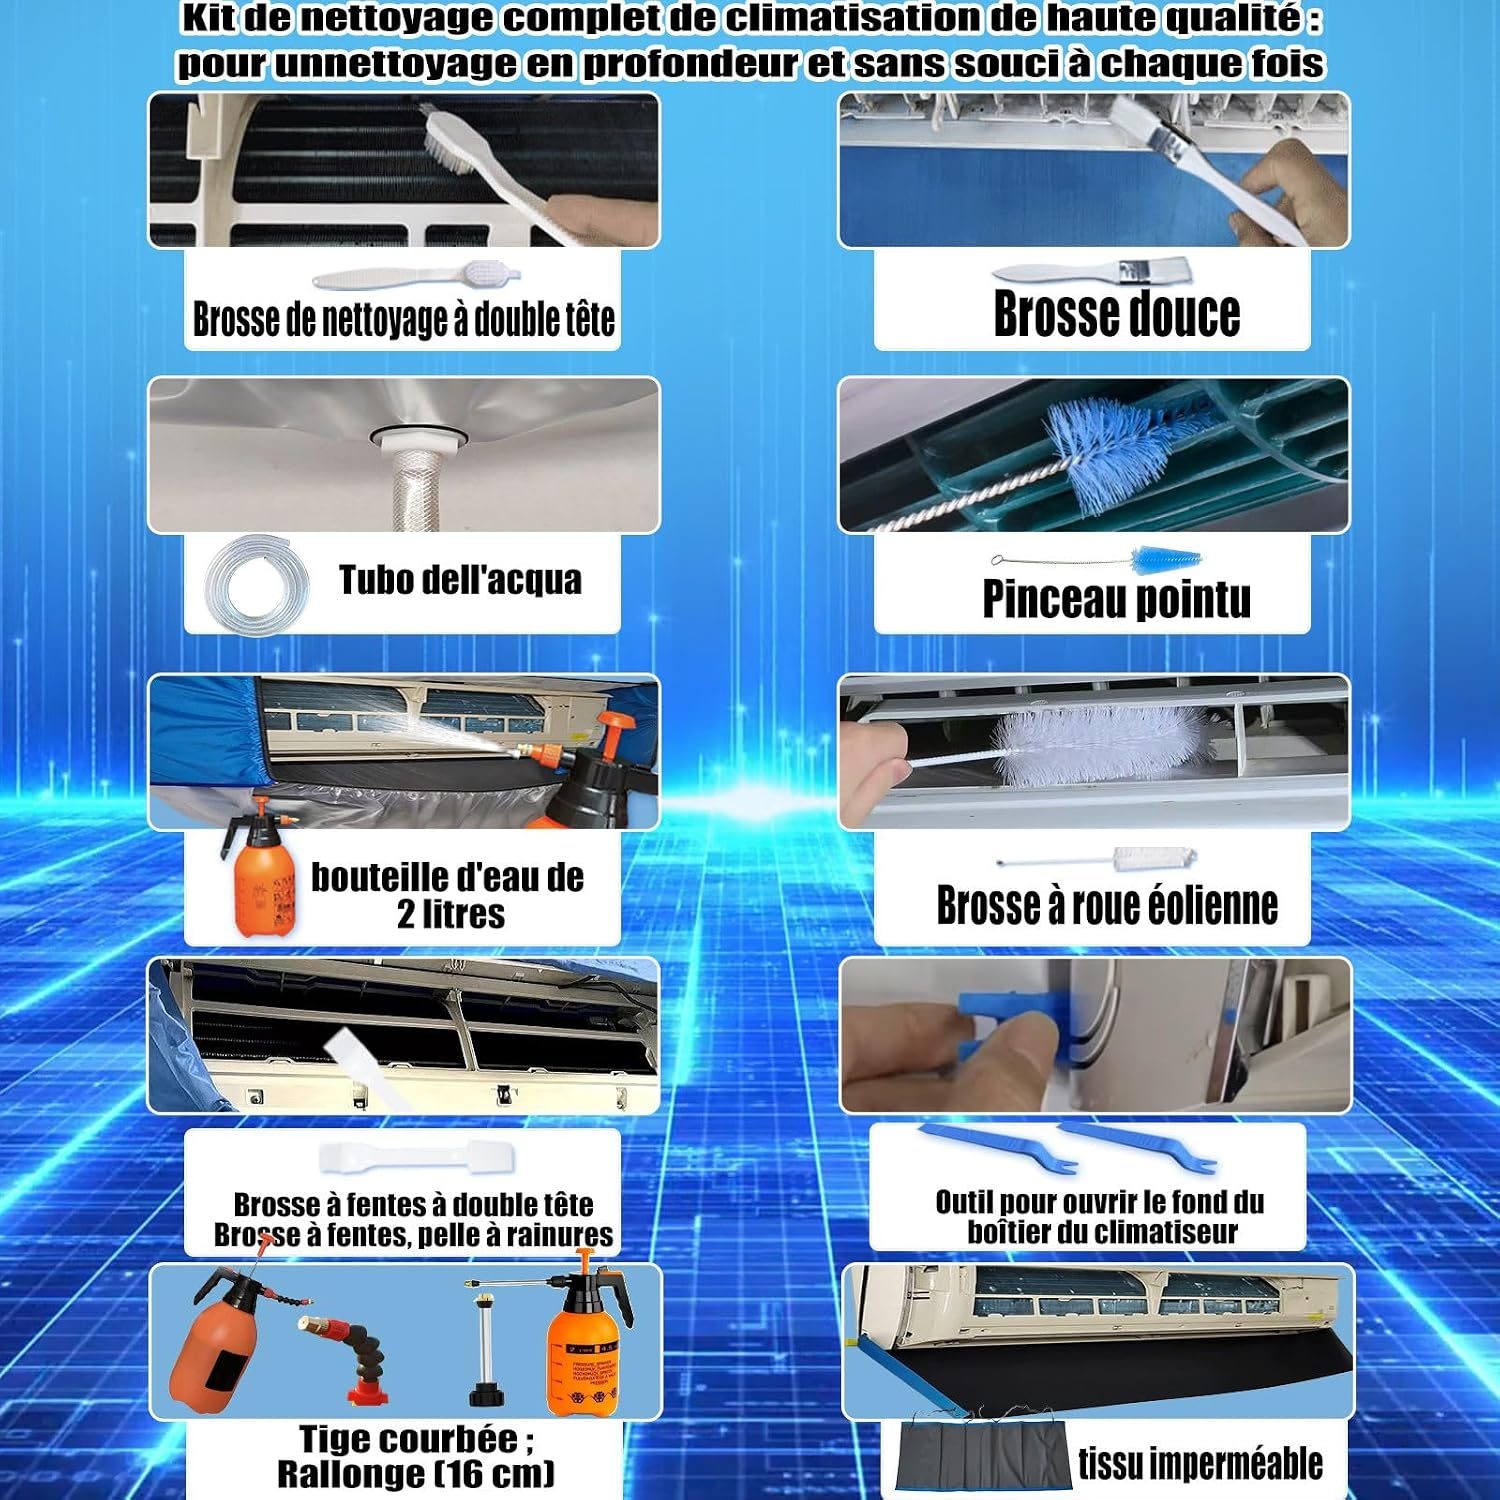 Kit de nettoyage complet de climatisation de haute qualité :
pour unnettoyage en profondeur et sans souci à chaque fois
Brosse de nettoyage à double tête
Brosse douce
Tubo dell'acqua
Pinceau pointu
bouteille d'eau de
2 litres
Brosse à roue éolienne
Brosse à fentes à double tête
Brosse à fentes, pelle à rainures
Outil pour ouvrir le fond du
boîtier du climatiseur
Tige courbée ;
Rallonge (16 cm)
tissu imperméable